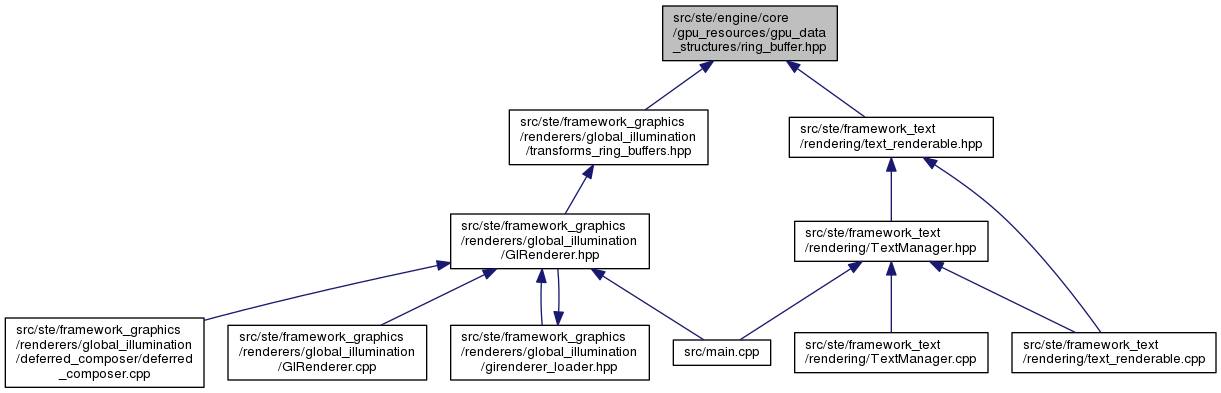 src/ste/engine/core
/gpu_resources/gpu_data
_structures/ring_buffer.hpp
src/ste/framework_graphics
/renderers/global_illumination
/transforms_ring_buffers.hpp
src/ste/framework_text
/rendering/text_renderable.hpp
src/ste/framework_graphics
/renderers/global_illumination
/GIRenderer.hpp
src/ste/framework_text
/rendering/TextManager.hpp
src/ste/framework_graphics
/renderers/global_illumination
/deferred_composer/deferred
_composer.cpp
src/ste/framework_graphics
/renderers/global_illumination
/GIRenderer.cpp
src/ste/framework_graphics
/renderers/global_illumination
/girenderer_loader.hpp
src/main.cpp
src/ste/framework_text
/rendering/TextManager.cpp
src/ste/framework_text
/rendering/text_renderable.cpp